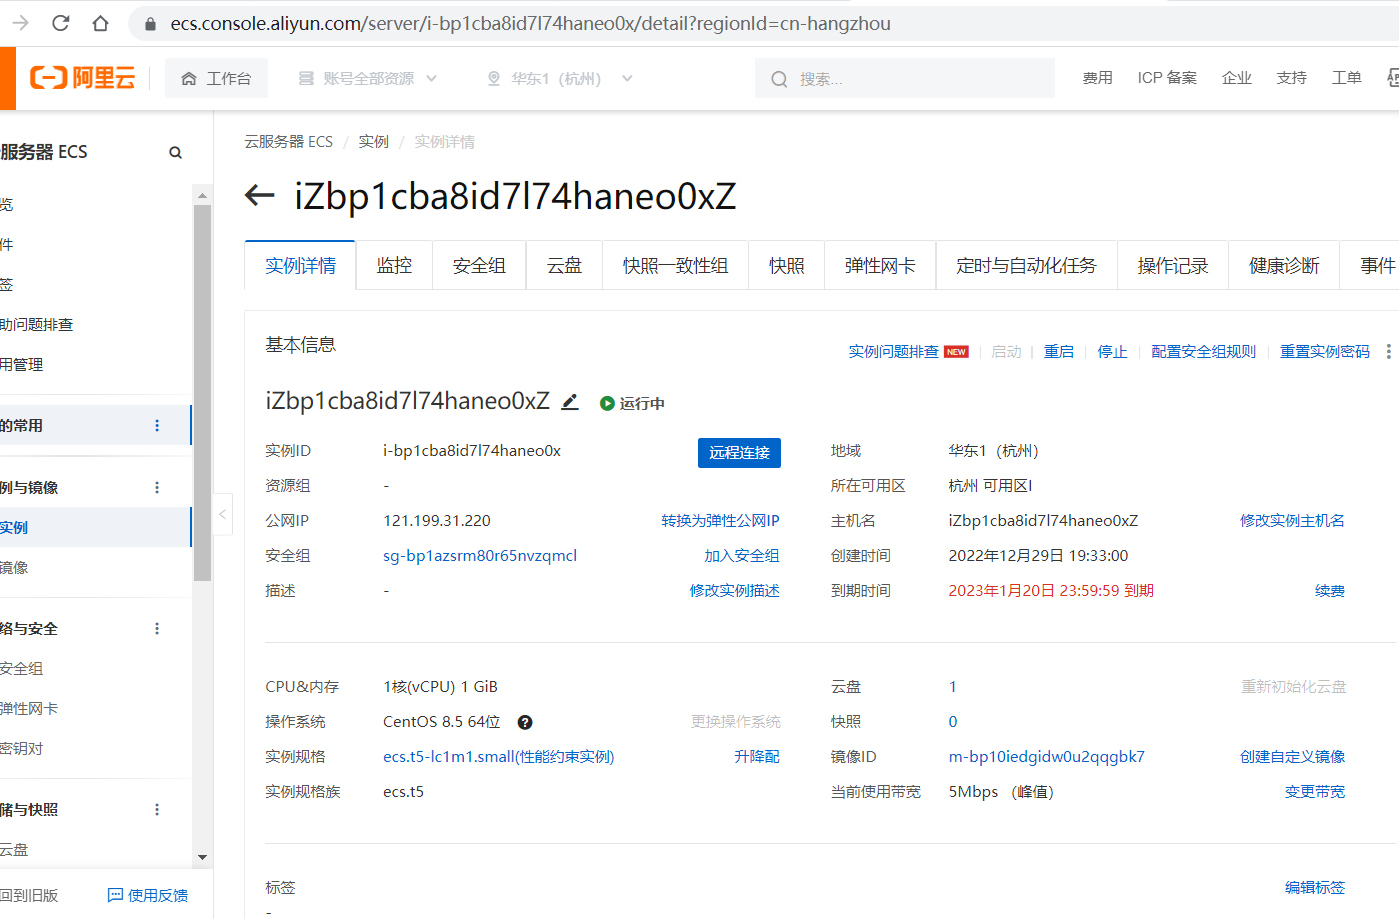 ecs.console.aliyun.com/server/i-bp1cba8id7l74haneo0x/detail?regionId=cn-hangzhou
阿里云
工作台
账号全部资源
华东1（杭州）
搜索...
费用
ICP 备案
企业
支持
工单
服务器 ECS
览
件
签
助问题排查
用管理
的常用
例与镜像
实例
镜像
络与安全
安全组
弹性网卡
密钥对
储与快照
云盘
回到旧版
使用反馈
云服务器 ECS / 实例 / 实例详情
iZbp1cba8id7l74haneo0xZ
实例详情
监控
安全组
云盘
快照一致性组
快照
弹性网卡
定时与自动化任务
操作记录
健康诊断
事件
基本信息
实例问题排查 NEW
启动
重启
停止
配置安全组规则
重置实例密码
iZbp1cba8id7l74haneo0xZ
运行中
实例ID i-bp1cba8id7l74haneo0x 远程连接
地域 华东1（杭州）
资源组 -
所在可用区 杭州 可用区I
公网IP 121.199.31.220 转换为弹性公网IP
主机名 iZbp1cba8id7l74haneo0xZ 修改实例主机名
安全组 sg-bp1azsrm80r65nvzqmcl 加入安全组
创建时间 2022年12月29日 19:33:00
描述 - 修改实例描述
到期时间 2023年1月20日 23:59:59 到期 续费
CPU&内存 1核(vCPU) 1 GiB
云盘 1 重新初始化云盘
操作系统 CentOS 8.5 64位 更换操作系统
快照 0
实例规格 ecs.t5-lc1m1.small(性能约束实例) 升降配
镜像ID m-bp10iedgidw0u2qqgbk7 创建自定义镜像
实例规格族 ecs.t5
当前使用带宽 5Mbps （峰值） 变更带宽
标签 编辑标签
-